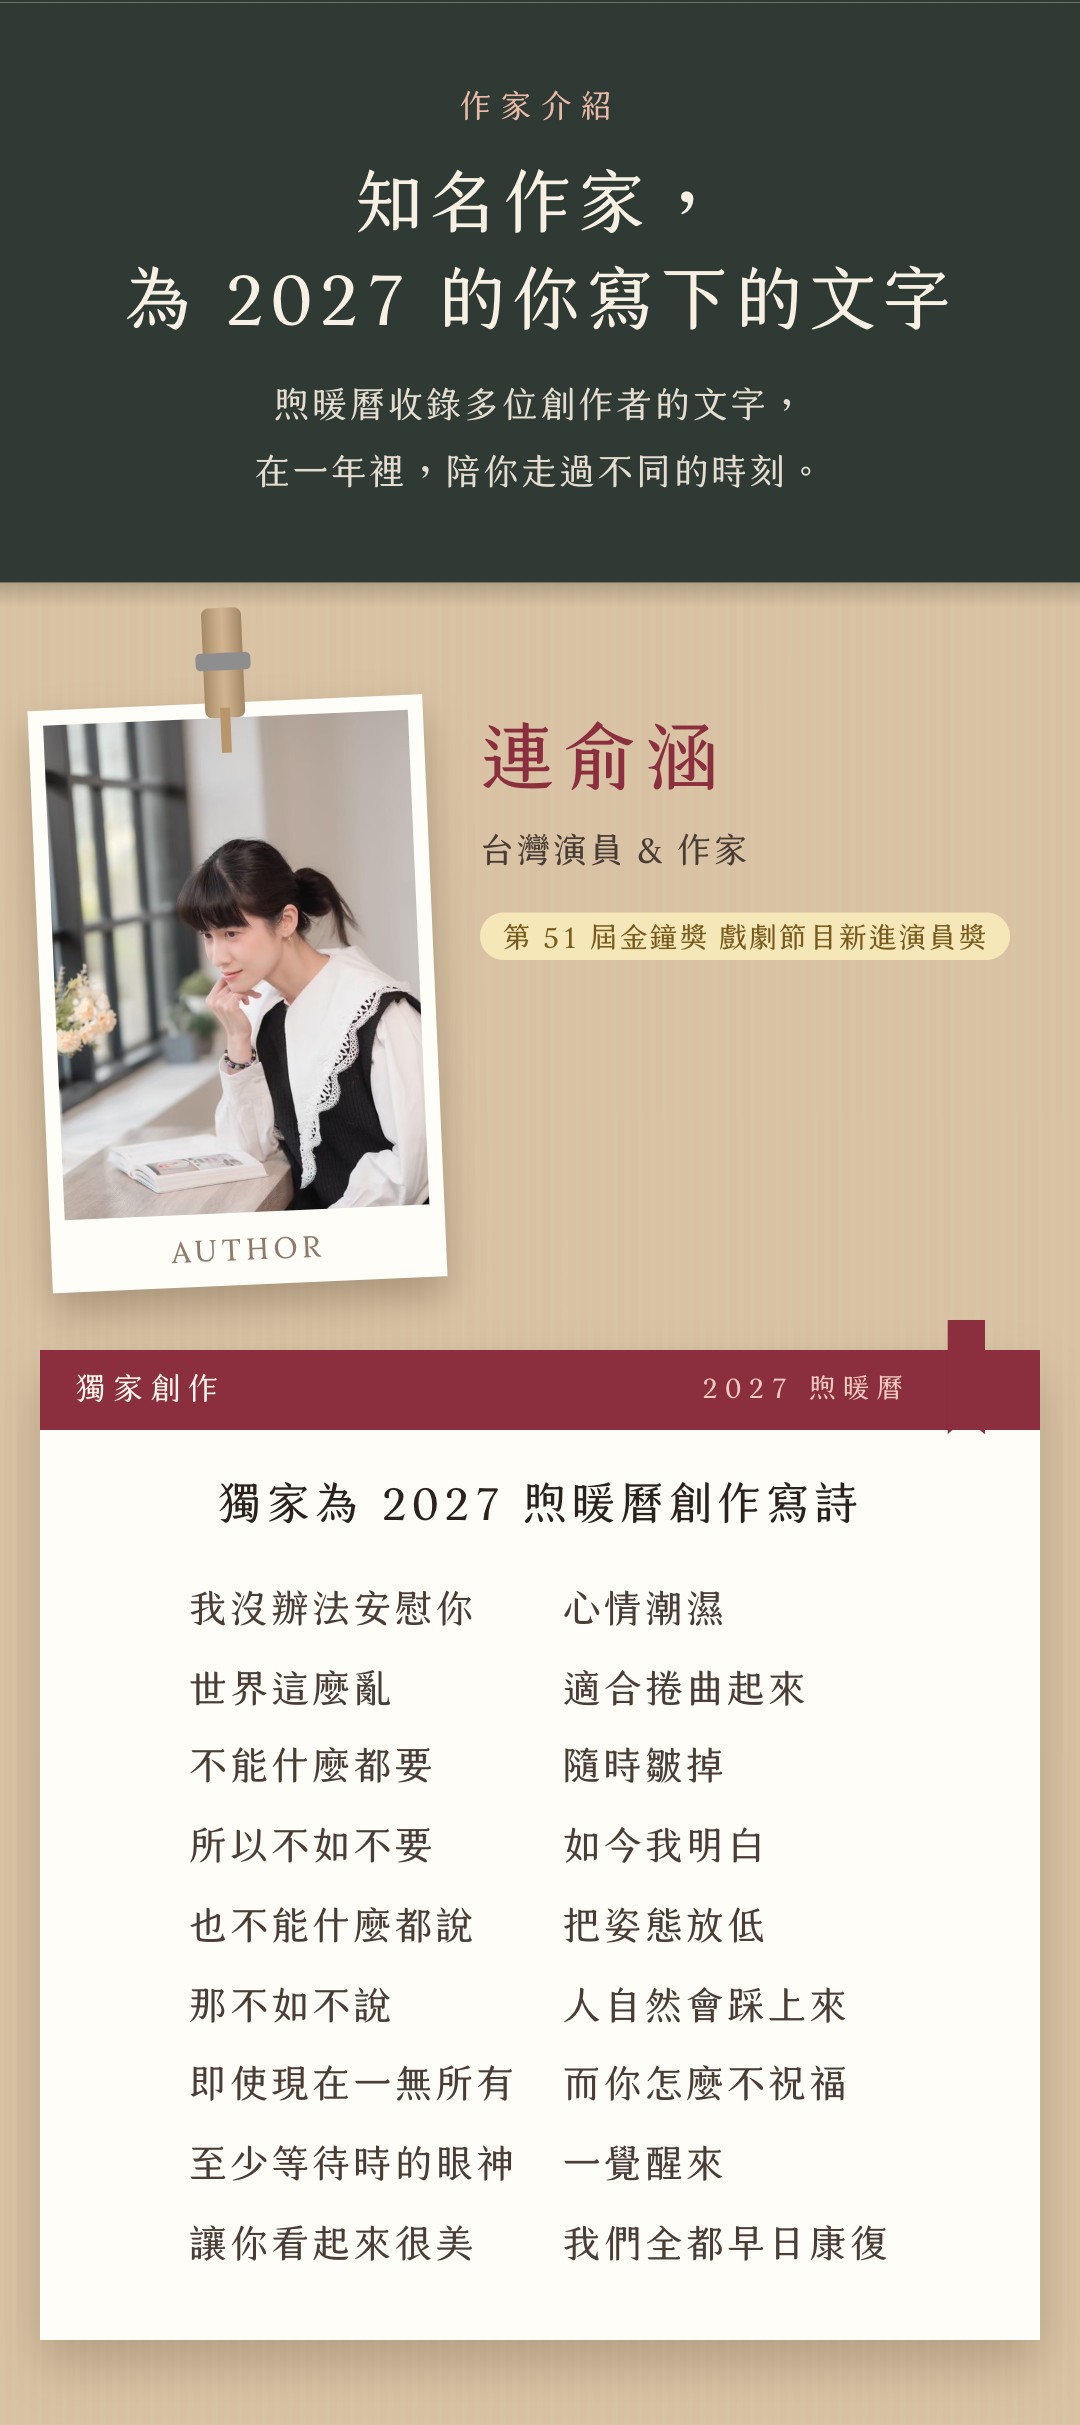 作家介紹
知名作家，
為 2027 的你寫下的文字
煦暖曆收錄多位創作者的文字，
在一年裡，陪你走過不同的時刻。
連俞涵
台灣演員 & 作家
第 51 屆金鐘獎 戲劇節目新進演員獎
AUTHOR
獨家創作
2027 煦暖曆
獨家為 2027 煦暖曆創作寫詩
我沒辦法安慰你
世界這麼亂
不能什麼都要
所以不如不要
也不能什麼都說
那不如不說
即使現在一無所有
至少等待時的眼神
讓你看起來很美
心情潮濕
適合捲曲起來
隨時皺掉
如今我明白
把姿態放低
人自然會踩上來
而你怎麼不祝福
一覺醒來
我們全都早日康復